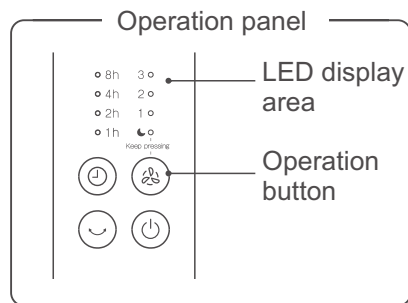 Operation panel
8h 3
4h 2
2h 1
1h
Keep pressing
LED display
area
Operation
button